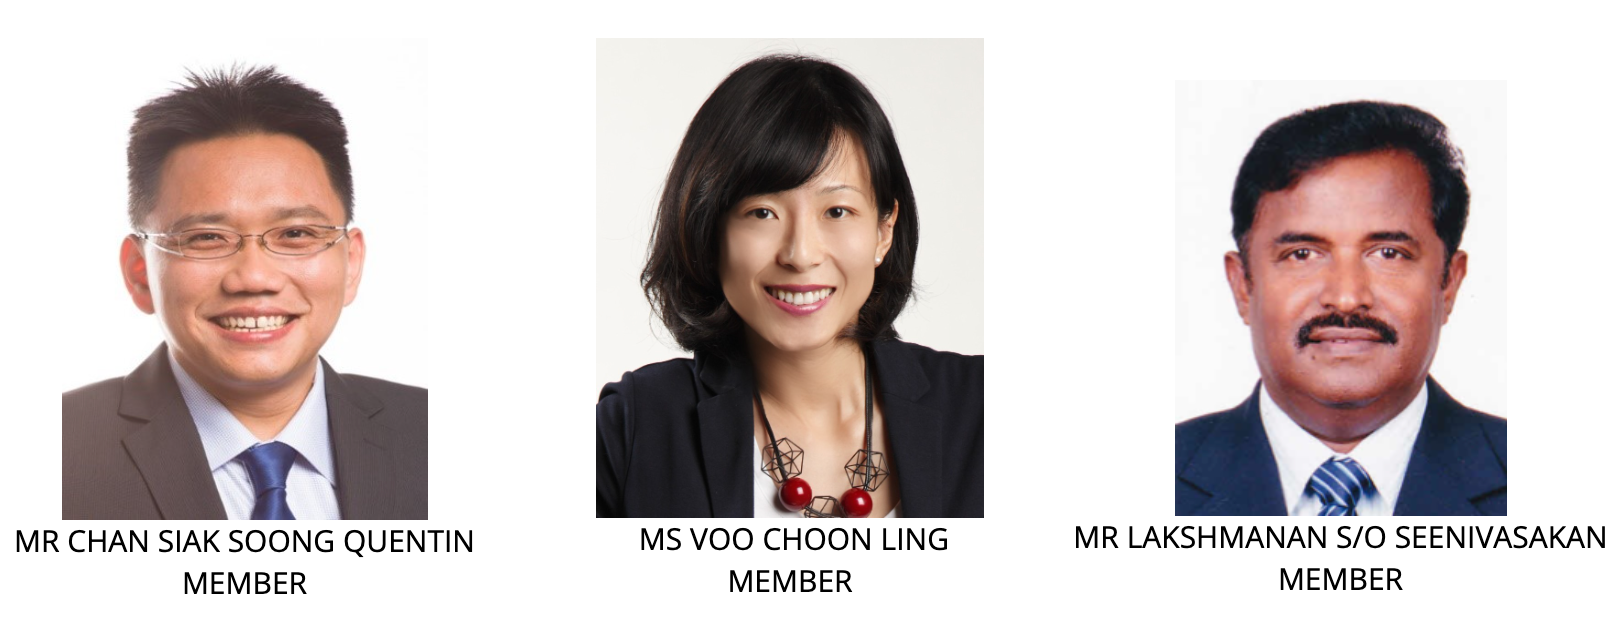 MR CHAN SIAK SOONG QUENTIN
MEMBER
MS VOO CHOON LING
MEMBER
MR LAKSHMANAN S/O SEENIVASAKAN
MEMBER